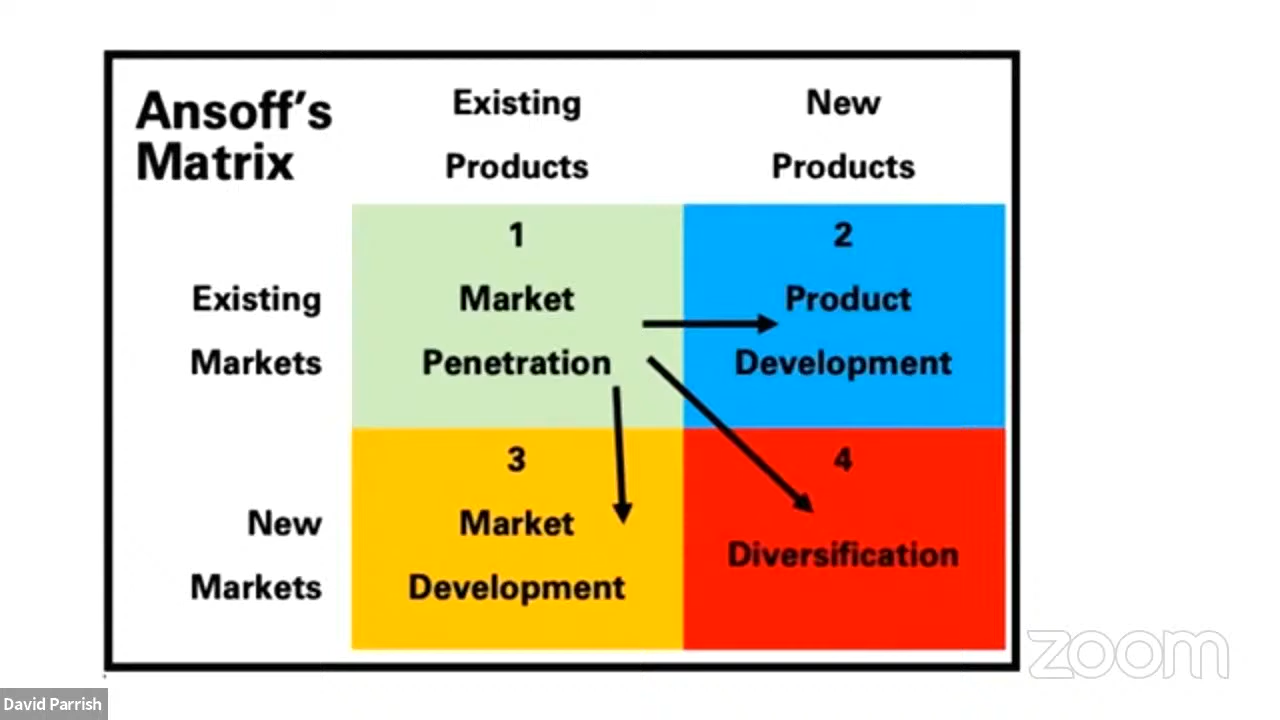 Ansoff's
Matrix
Existing
Products
New
Products
Existing
Markets
1
Market
Penetration
2
Product
Development
New
Markets
3
Market
Development
4
Diversification
zoom
David Parrish